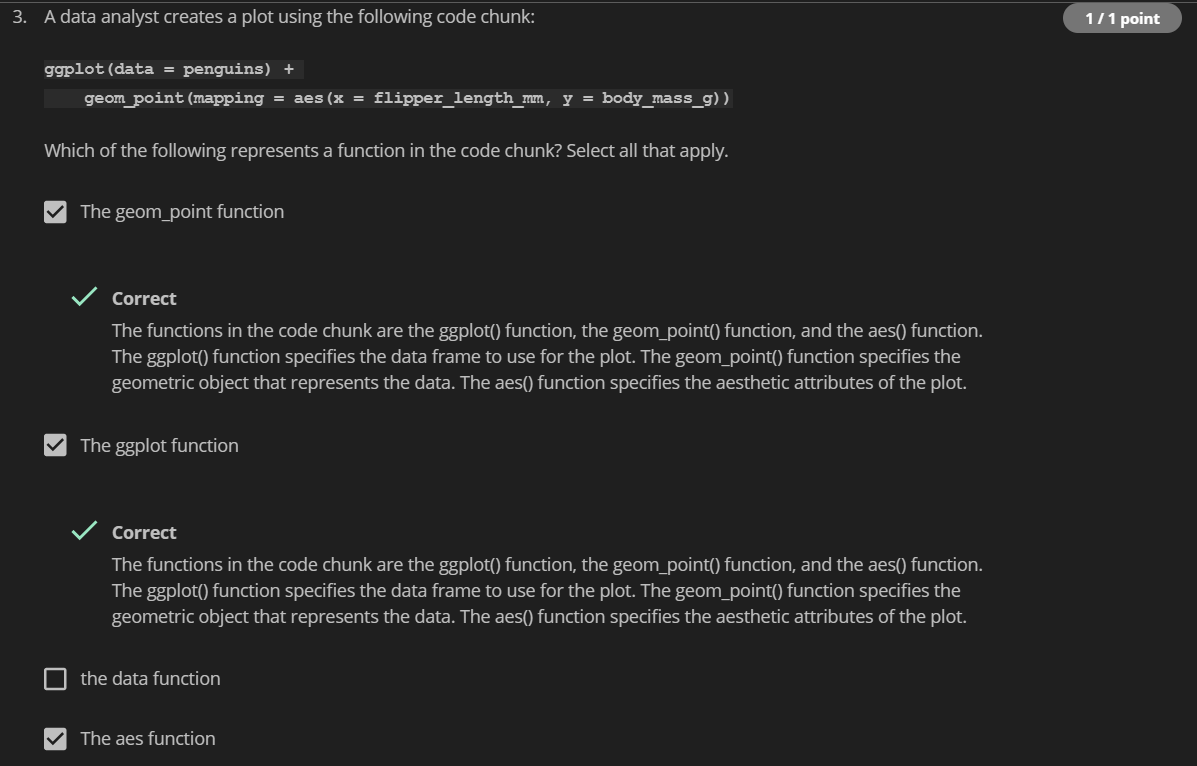 3. A data analyst creates a plot using the following code chunk:
1 / 1 point
ggplot(data = penguins) +
    geom_point(mapping = aes(x = flipper_length_mm, y = body_mass_g))
Which of the following represents a function in the code chunk? Select all that apply.
The geom_point function
Correct
The functions in the code chunk are the ggplot() function, the geom_point() function, and the aes() function.
The ggplot() function specifies the data frame to use for the plot. The geom_point() function specifies the
geometric object that represents the data. The aes() function specifies the aesthetic attributes of the plot.
The ggplot function
Correct
The functions in the code chunk are the ggplot() function, the geom_point() function, and the aes() function.
The ggplot() function specifies the data frame to use for the plot. The geom_point() function specifies the
geometric object that represents the data. The aes() function specifies the aesthetic attributes of the plot.
the data function
The aes function